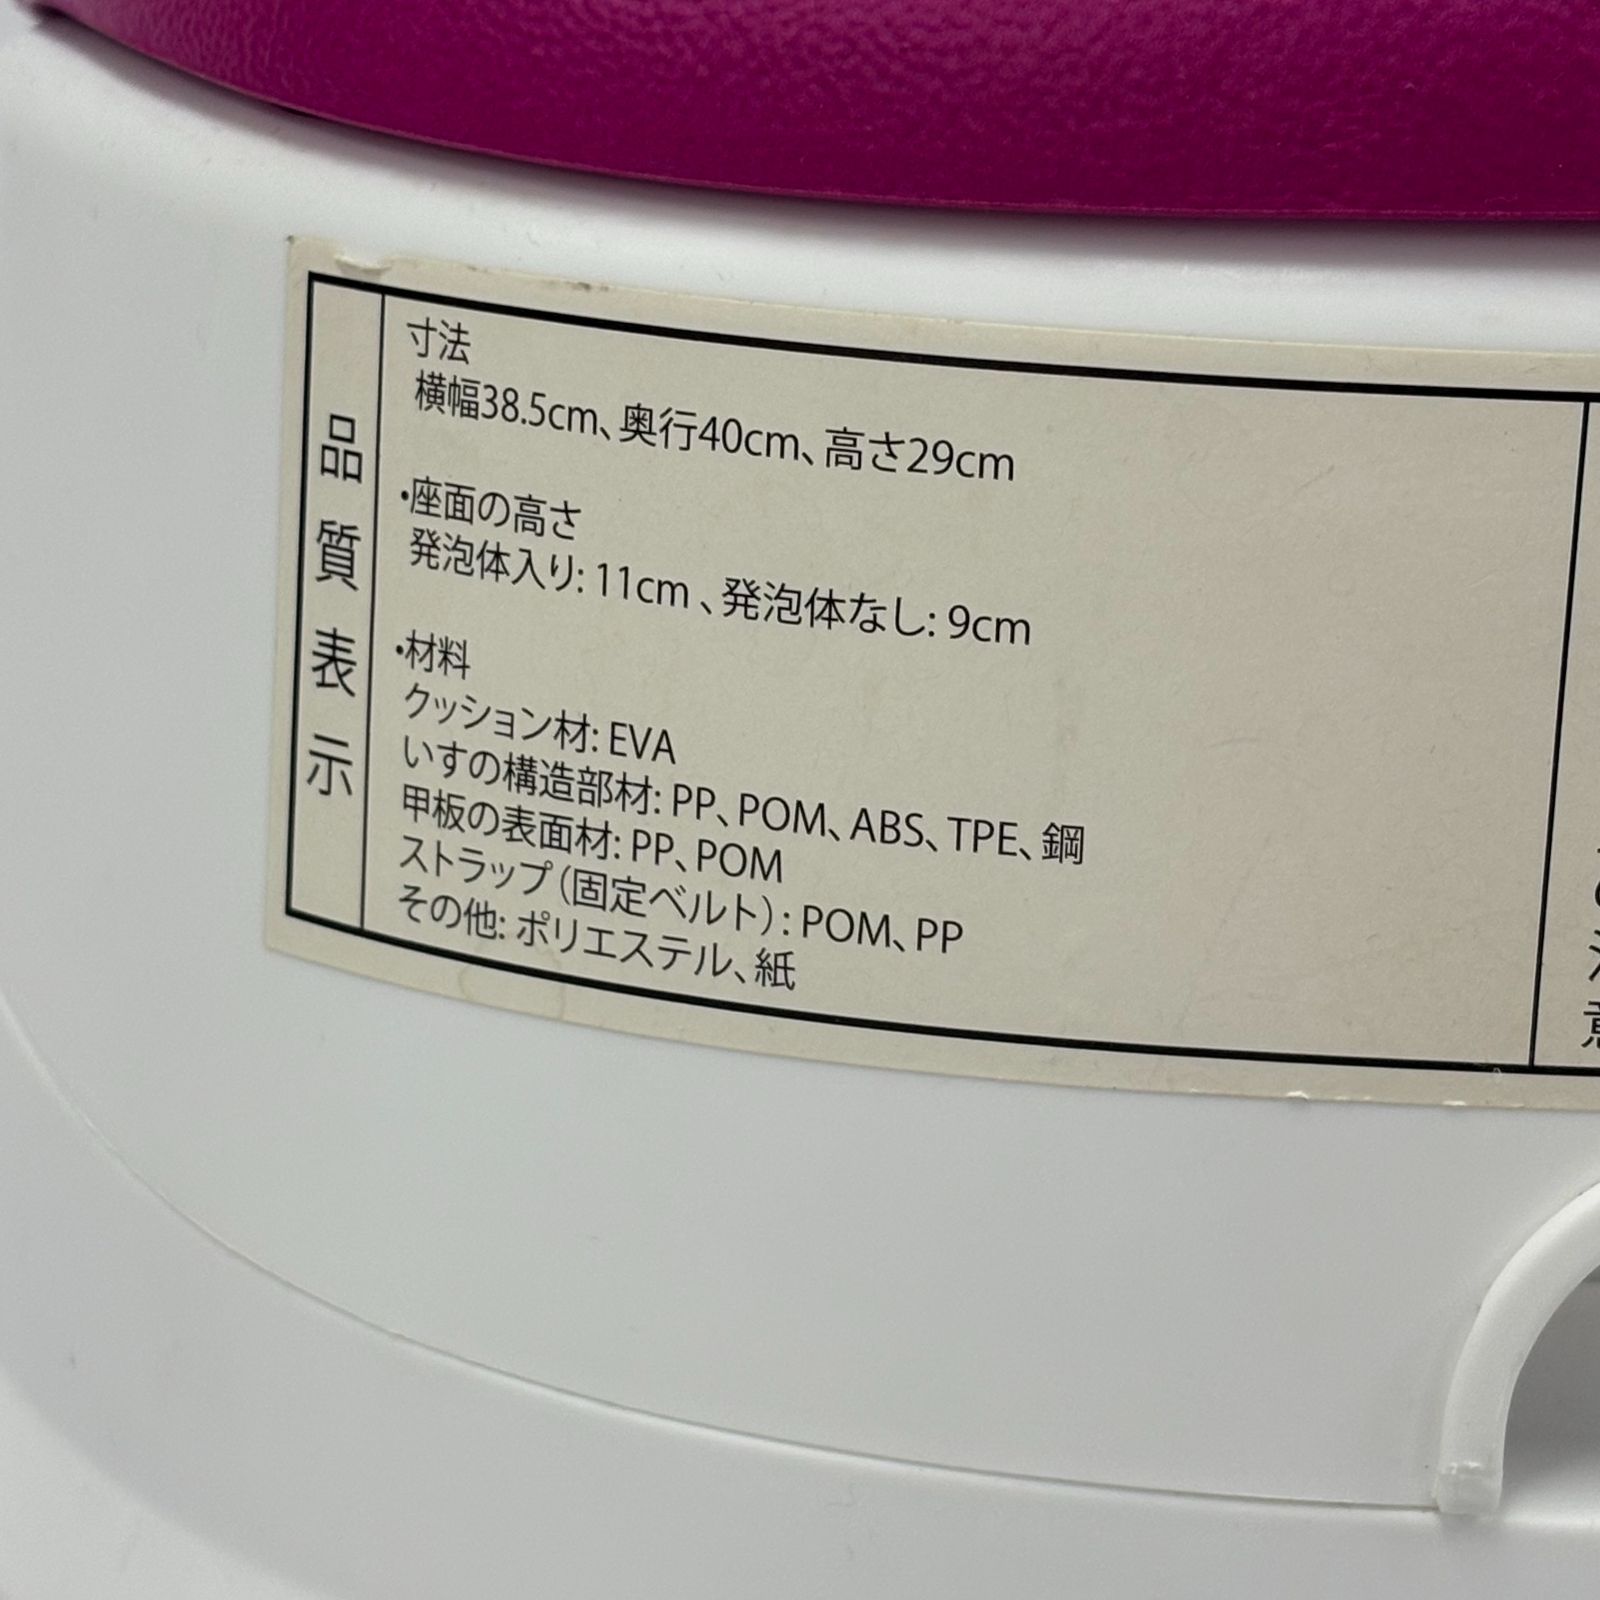 品質表示
寸法
横幅38.5cm、奥行40cm、高さ29cm
・座面の高さ
発泡体入り: 11cm 、発泡体なし: 9cm
・材料
クッション材: EVA
いすの構造部材: PP、POM、ABS、TPE、鋼
甲板の表面材: PP、POM
ストラップ(固定ベルト): POM、PP
その他: ポリエステル、紙